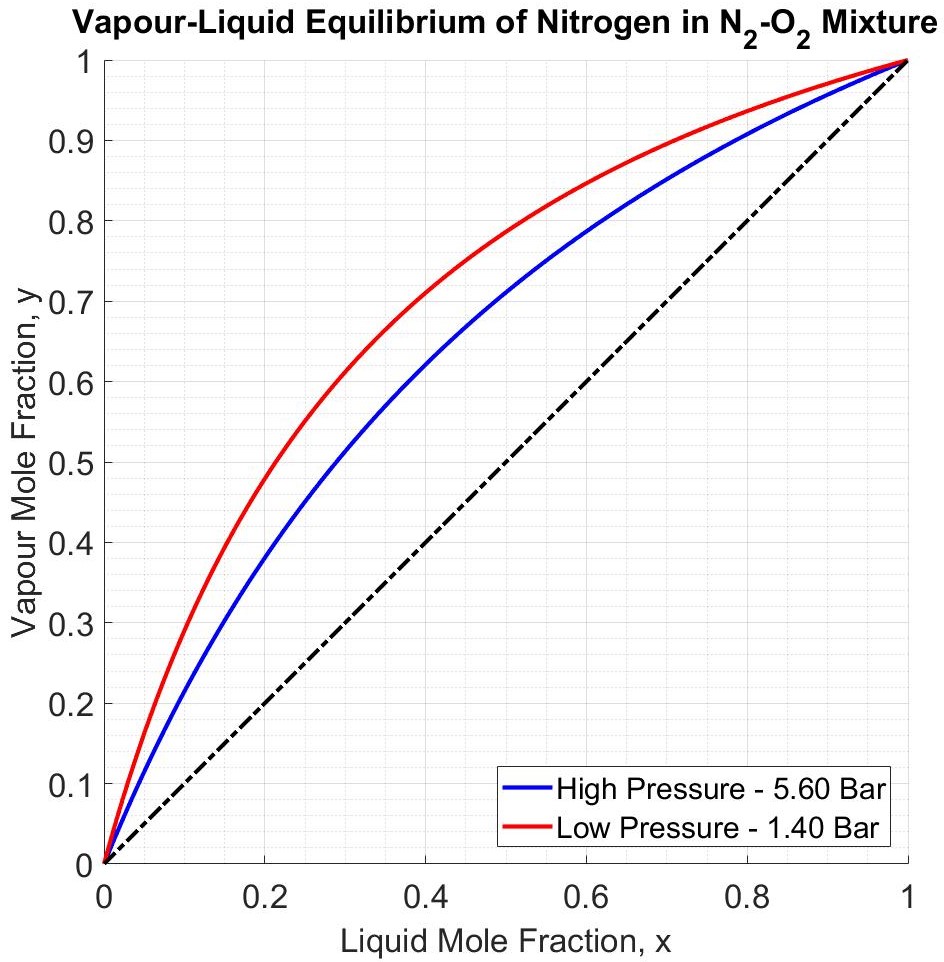 Vapour-Liquid Equilibrium of Nitrogen in N2-O2 Mixture
1
0.9
0.8
0.7
0.6
0.5
0.4
0.3
0.2
0.1
0
Vapour Mole Fraction, y
High Pressure - 5.60 Bar
Low Pressure - 1.40 Bar
0 0.2 0.4 0.6 0.8 1
Liquid Mole Fraction, x